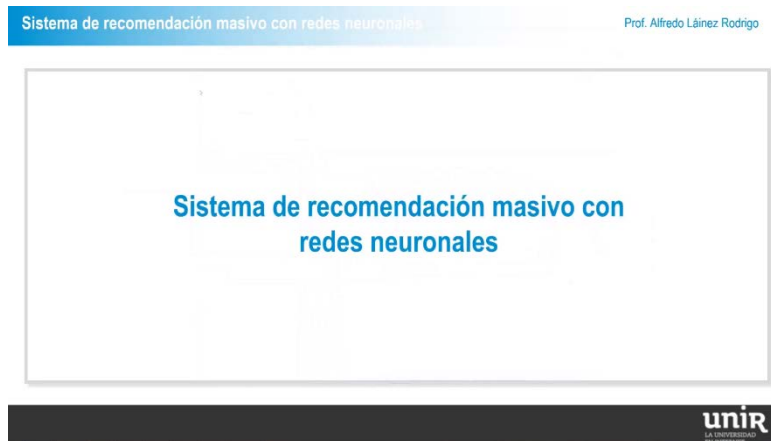 Sistema de recomendación masivo con redes neuronales
Prof. Alfredo Láinez Rodrigo
Sistema de recomendación masivo con
redes neuronales
unir
LA UNIVERSIDAD